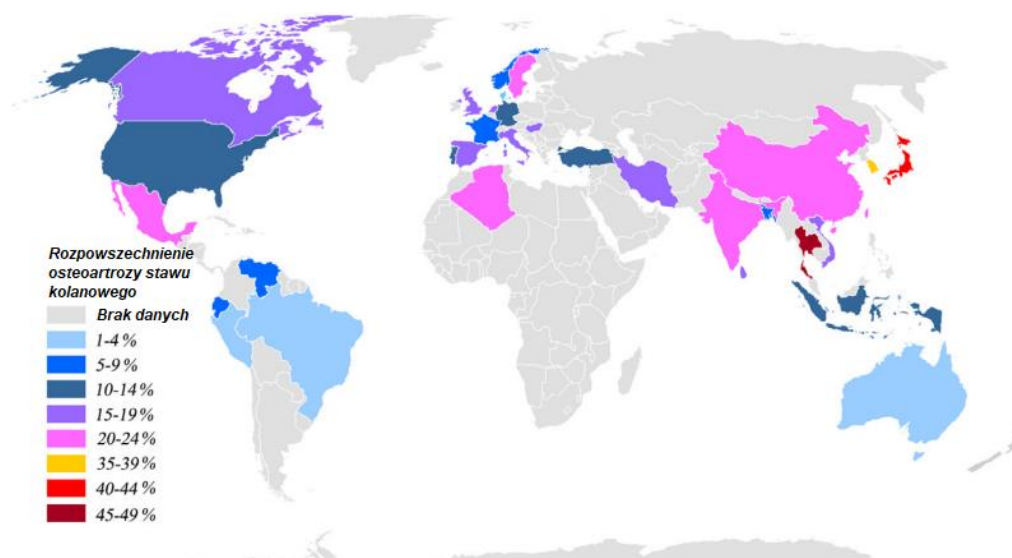 Rozpowszechnienie
osteoartrozy stawu
kolanowego
Brak danych
1-4 %
5-9 %
10-14 %
15-19 %
20-24 %
35-39 %
40-44 %
45-49 %